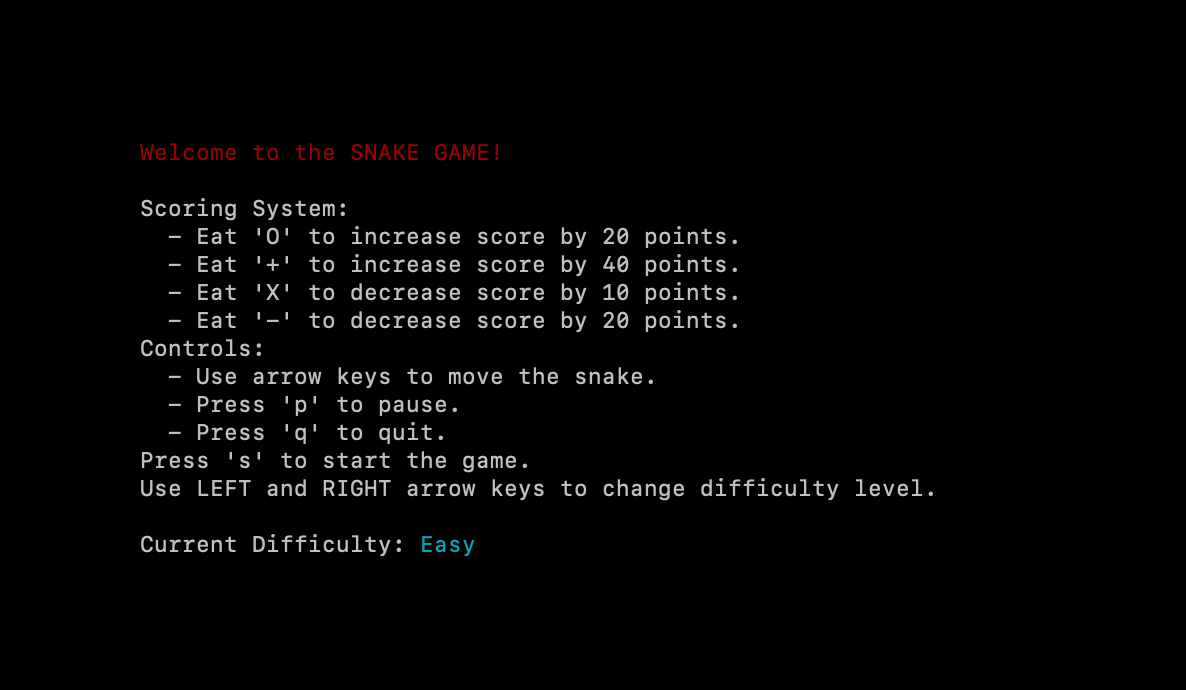 Welcome to the SNAKE GAME!
Scoring System:
- Eat 'O' to increase score by 20 points.
- Eat '+' to increase score by 40 points.
- Eat 'X' to decrease score by 10 points.
- Eat '-' to decrease score by 20 points.
Controls:
- Use arrow keys to move the snake.
- Press 'p' to pause.
- Press 'q' to quit.
Press 's' to start the game.
Use LEFT and RIGHT arrow keys to change difficulty level.
Current Difficulty: Easy